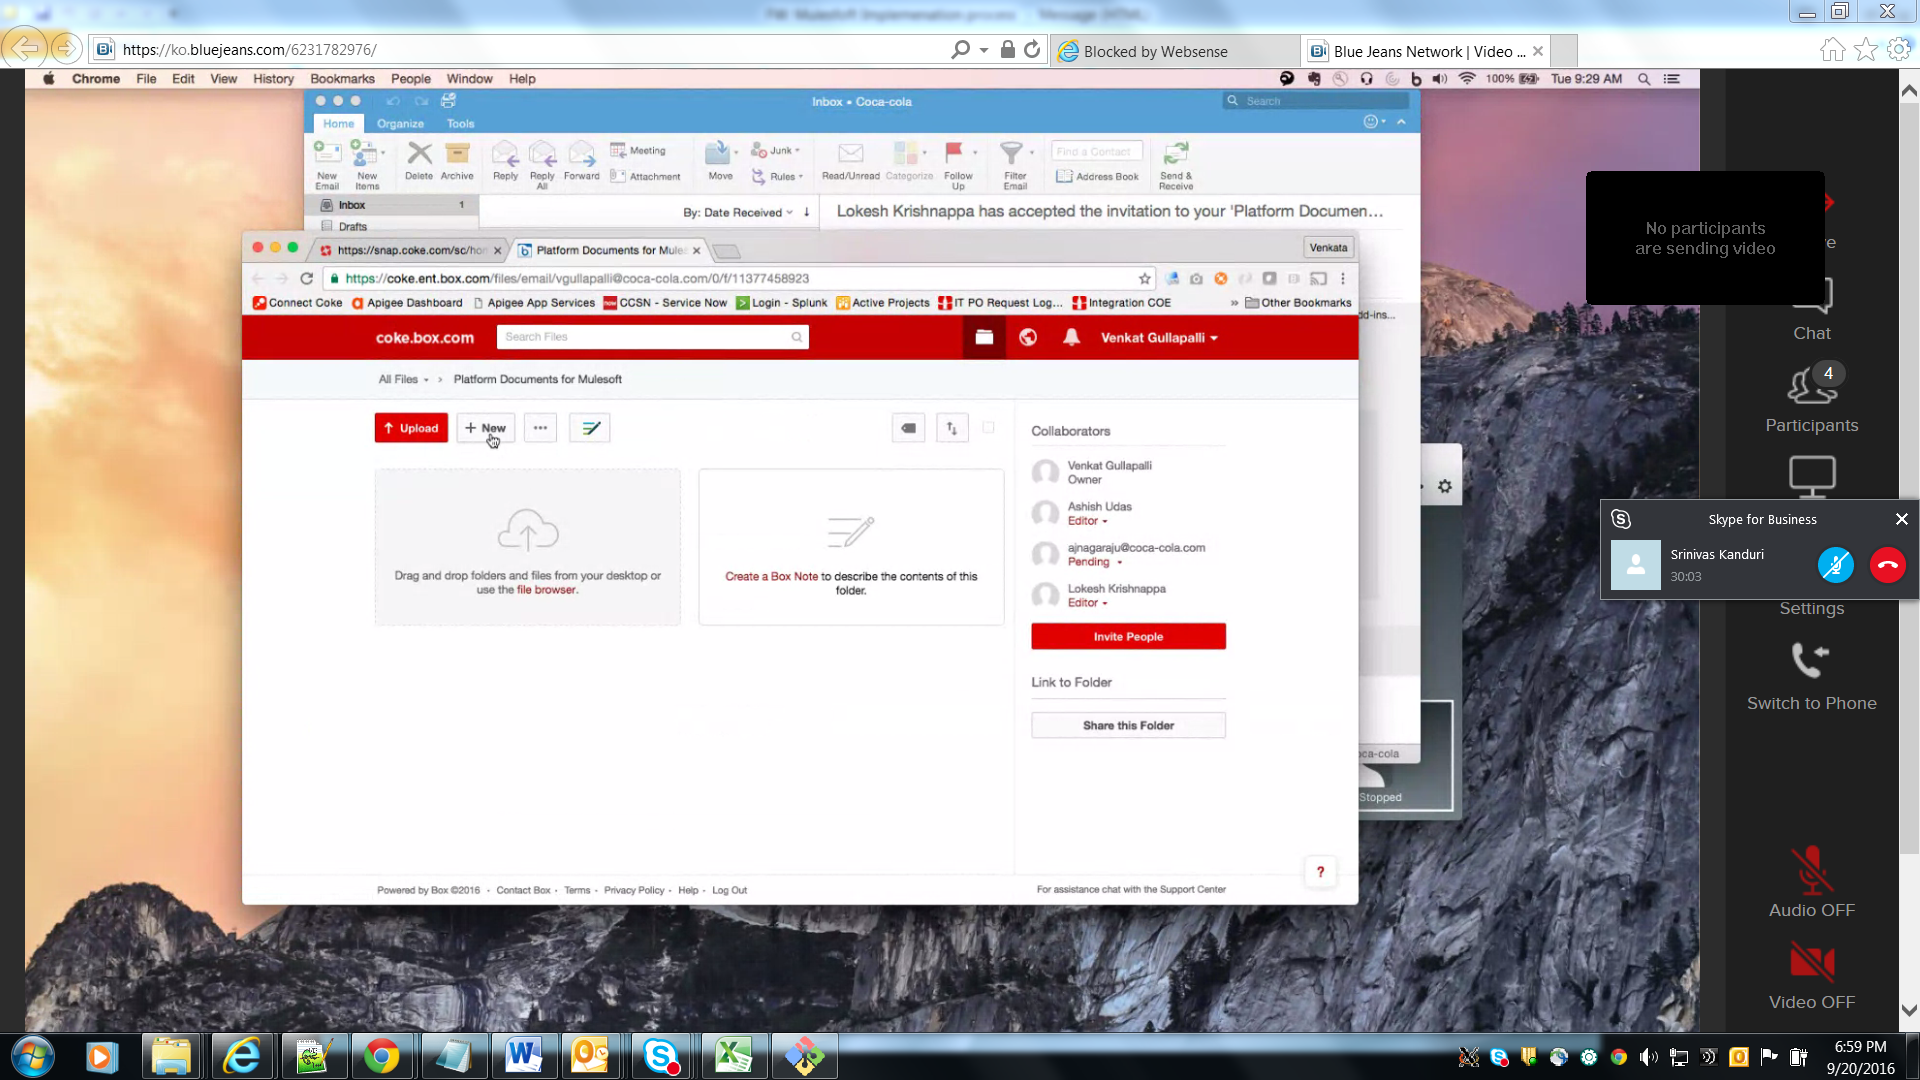 FW: Mulesoft Implemenation process - Message (HTML)
https://ko.bluejeans.com/6231782976/
Blocked by Websense
Blue Jeans Network | Video ...
Chrome File Edit View History Bookmarks People Window Help
100% Tue 9:29 AM
Inbox • Coca-cola
Search
Home Organize Tools
New Email
New Items
Delete
Archive
Reply
Reply All
Forward
Meeting
Attachment
Move
Junk
Rules
Read/Unread
Categorize
Follow Up
Filter Email
Find a Contact
Address Book
Send & Receive
Inbox 1
Drafts
By: Date Received
Lokesh Krishnappa has accepted the invitation to your 'Platform Documen...
https://snap.coke.com/sc/hor
Platform Documents for Mule
Venkata
https://coke.ent.box.com/files/email/vgullapalli@coca-cola.com/0/f/11377458923
Connect Coke Apigee Dashboard Apigee App Services CCSN - Service Now Login - Splunk Active Projects IT PO Request Log... Integration COE » Other Bookmarks
dd-ins...
coke.box.com
Search Files
Venkat Gullapalli
All Files › Platform Documents for Mulesoft
Upload
+ New
...
Drag and drop folders and files from your desktop or
use the file browser.
Create a Box Note to describe the contents of this
folder.
Collaborators
Venkat Gullapalli
Owner
Ashish Udas
Editor
ajnagaraju@coca-cola.com
Pending
Lokesh Krishnappa
Editor
Invite People
Link to Folder
Share this Folder
oca-cola
Stopped
?
Powered by Box ©2016 · Contact Box · Terms · Privacy Policy · Help · Log Out
For assistance chat with the Support Center
No participants
are sending video
ve
Chat
4
Participants
Skype for Business
Srinivas Kanduri
30:03
Settings
Switch to Phone
Audio OFF
Video OFF
6:59 PM
9/20/2016